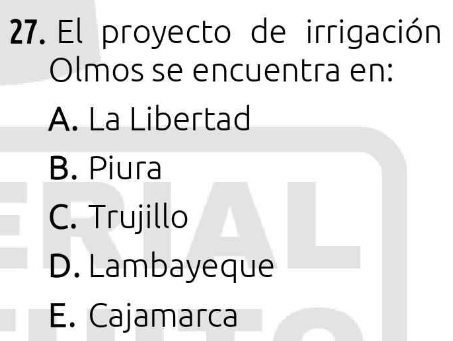 27. El proyecto de irrigación
Olmos se encuentra en:
A. La Libertad
B. Piura
C. Trujillo
D. Lambayeque
E. Cajamarca